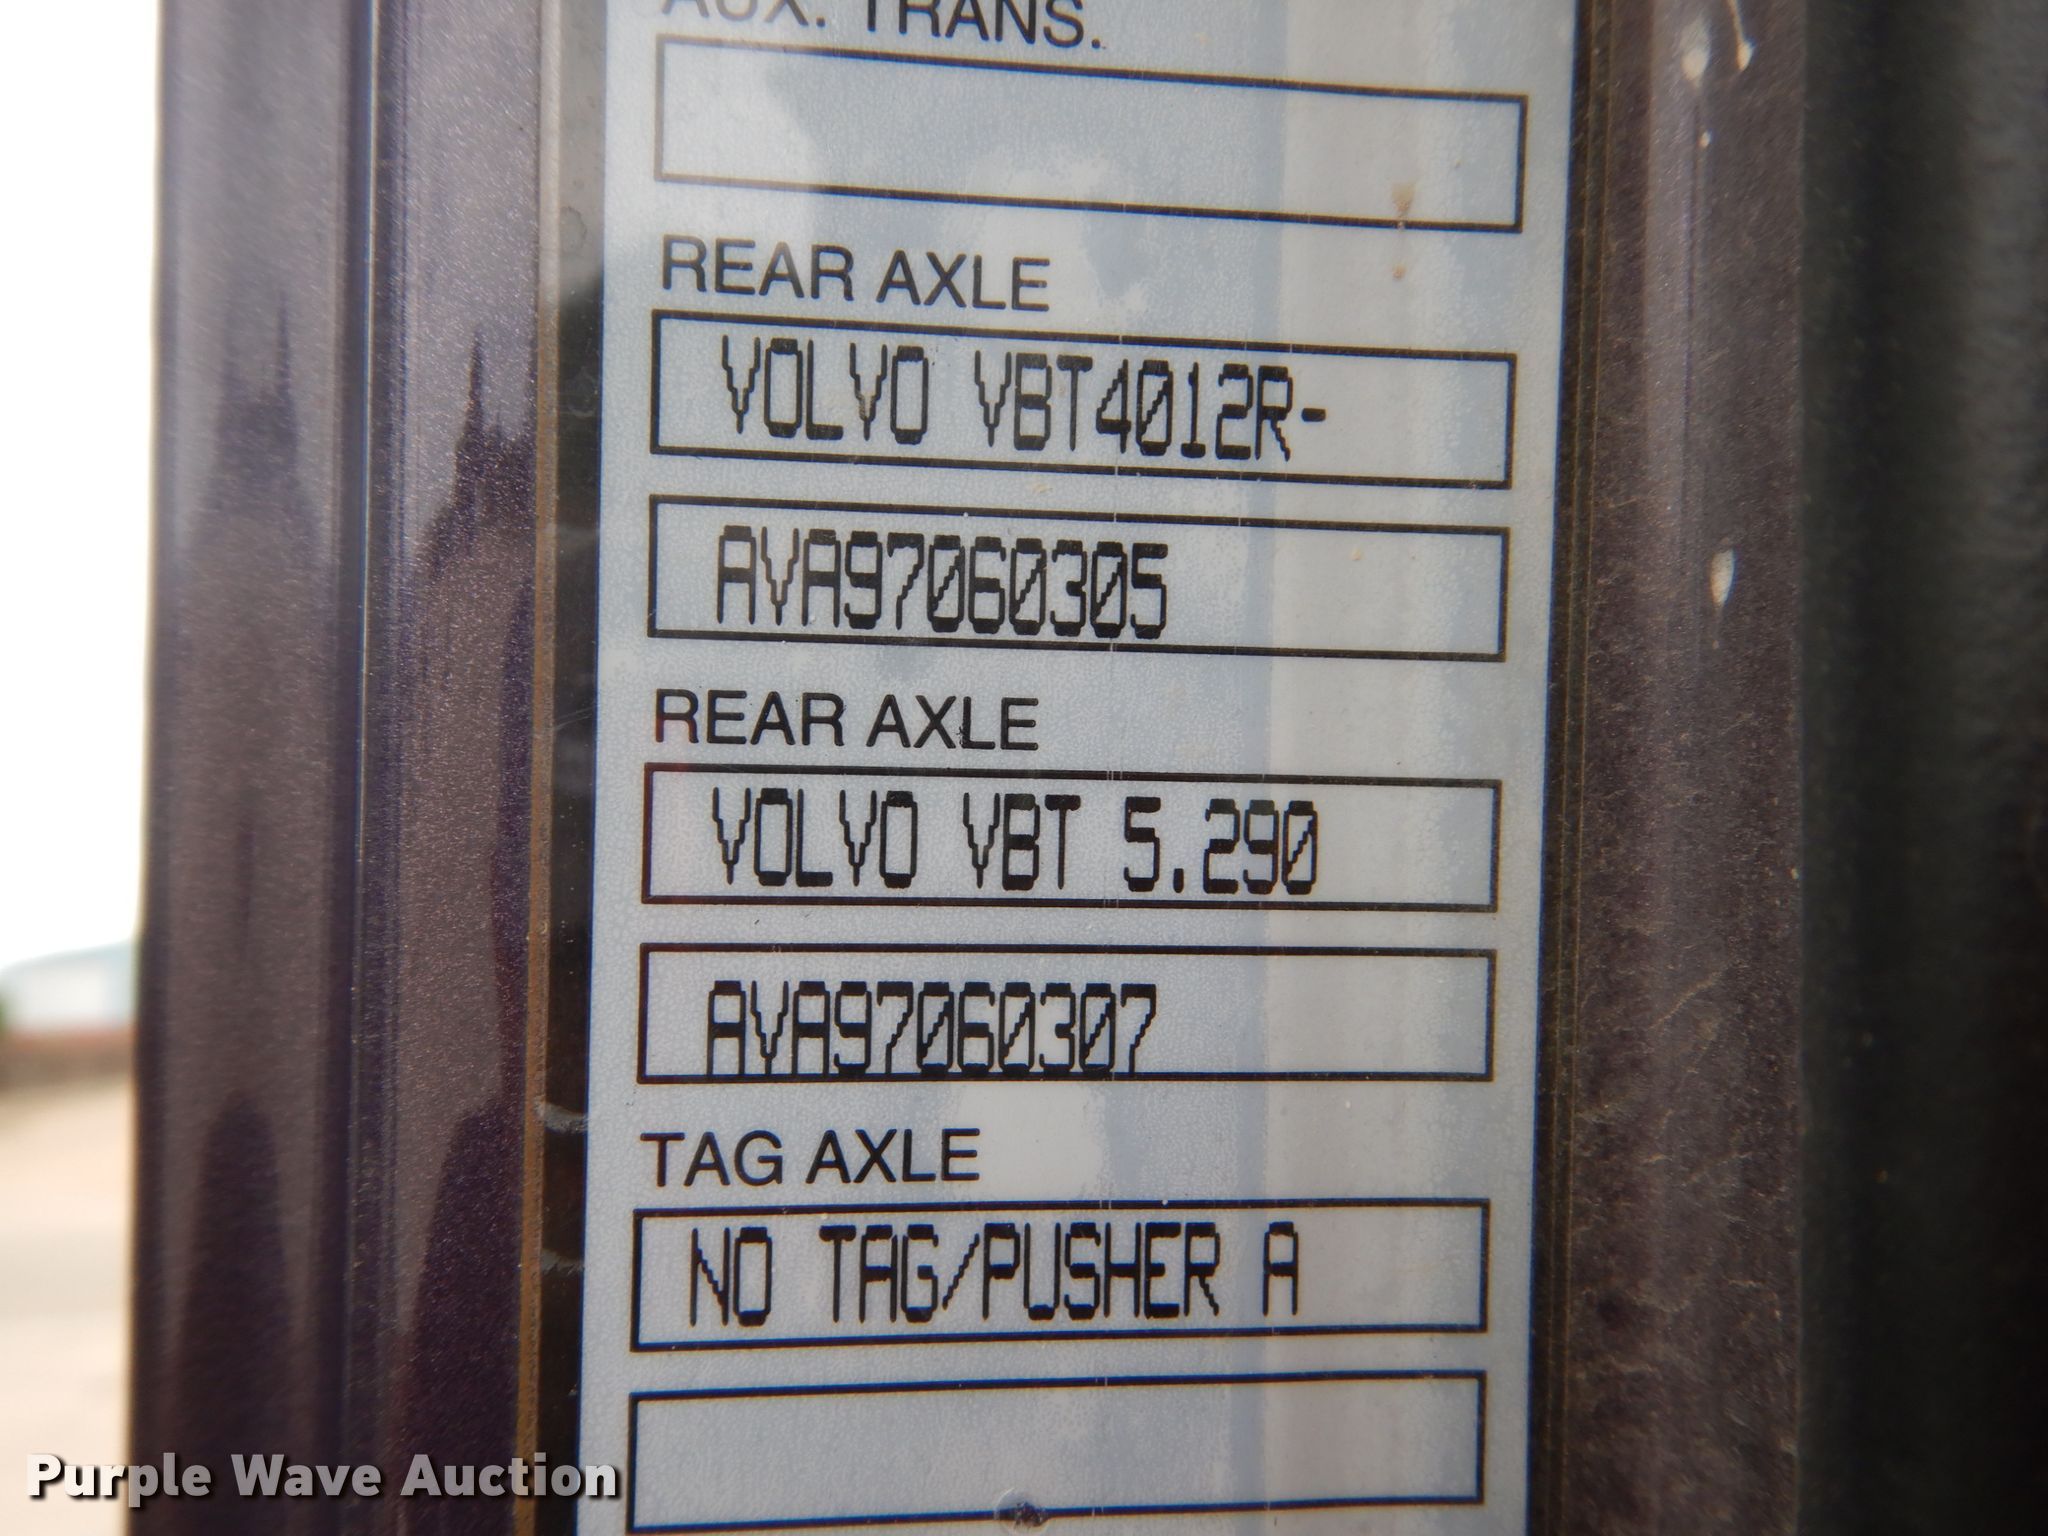 AUX. TRANS.
REAR AXLE
VOLVO VBT4012R-
AVA97060305
REAR AXLE
VOLVO VBT 5.290
AVA97060307
TAG AXLE
NO TAG/PUSHER A
Purple Wave Auction